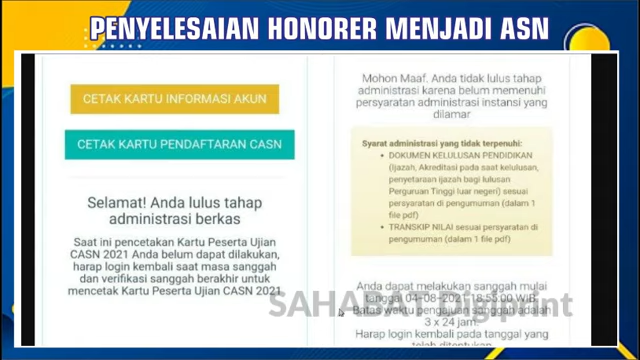 PENYELESAIAN HONORER MENJADI ASN
CETAK KARTU INFORMASI AKUN
CETAK KARTU PENDAFTARAN CASN
Selamat! Anda lulus tahap
administrasi berkas
Saat ini pencetakan Kartu Peserta Ujian
CASN 2021 Anda belum dapat dilakukan,
harap login kembali saat masa sanggah
dan verifikasi sanggah berakhir untuk
mencetak Kartu Peserta Ujian CASN 2021
Mohon Maaf. Anda tidak lulus tahap
administrasi karena belum memenuhi
persyaratan administrasi instansi yang
dilamar
Syarat administrasi yang tidak terpenuhi:
• DOKUMEN KELULUSAN PENDIDIKAN
(Ijazah, Akreditasi pada saat kelulusan,
penyetaraan ijazah bagi lulusan
Perguruan Tinggi luar negeri) sesuai
persyaratan di pengumuman (dalam 1
file pdf)
• TRANSKIP NILAI sesuai persyaratan di
pengumuman (dalam 1 file pdf)
Anda dapat melakukan sanggah mulai
tanggal 04-08-2021 18:55:00 WIB
Batas waktu pengajuan sanggah adalah
3 x 24 jam.
Harap login kembali pada tanggal yang
telah ditentukan
SAHABAT Digiprint